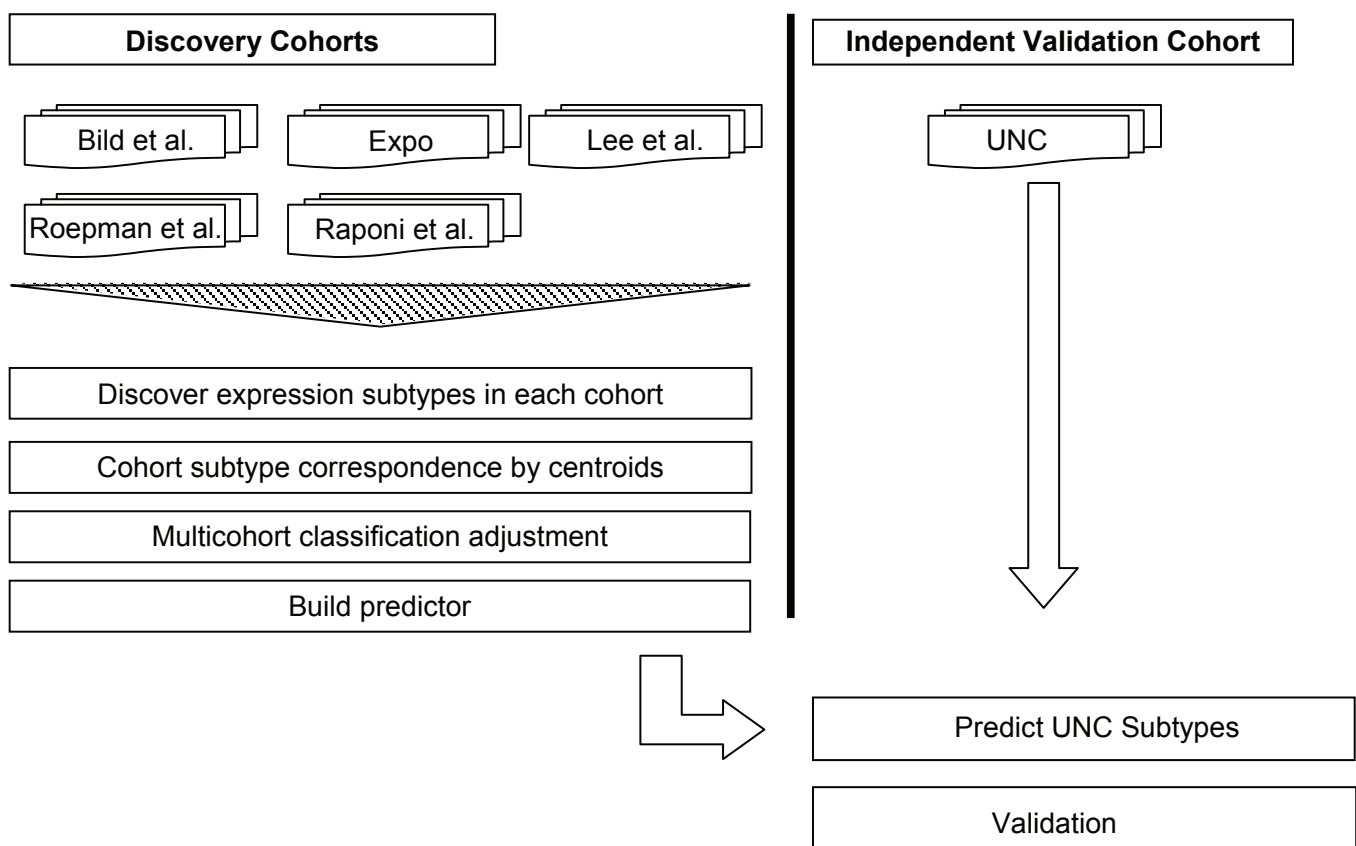 Discovery Cohorts
Independent Validation Cohort
Bild et al.
Expo
Lee et al.
UNC
Roepman et al.
Raponi et al.
Discover expression subtypes in each cohort
Cohort subtype correspondence by centroids
Multicohort classification adjustment
Build predictor
Predict UNC Subtypes
Validation